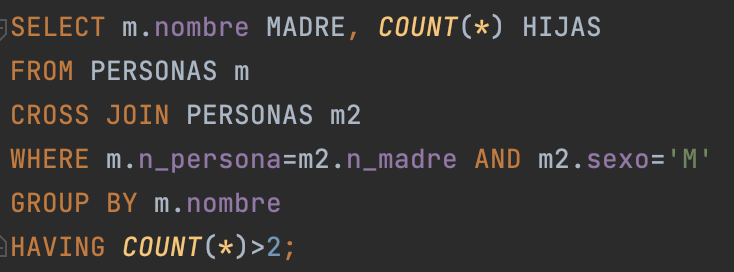 SELECT m.nombre MADRE, COUNT(*) HIJAS
FROM PERSONAS m
CROSS JOIN PERSONAS m2
WHERE m.n_persona=m2.n_madre AND m2.sexo='M'
GROUP BY m.nombre
HAVING COUNT(*)>2;